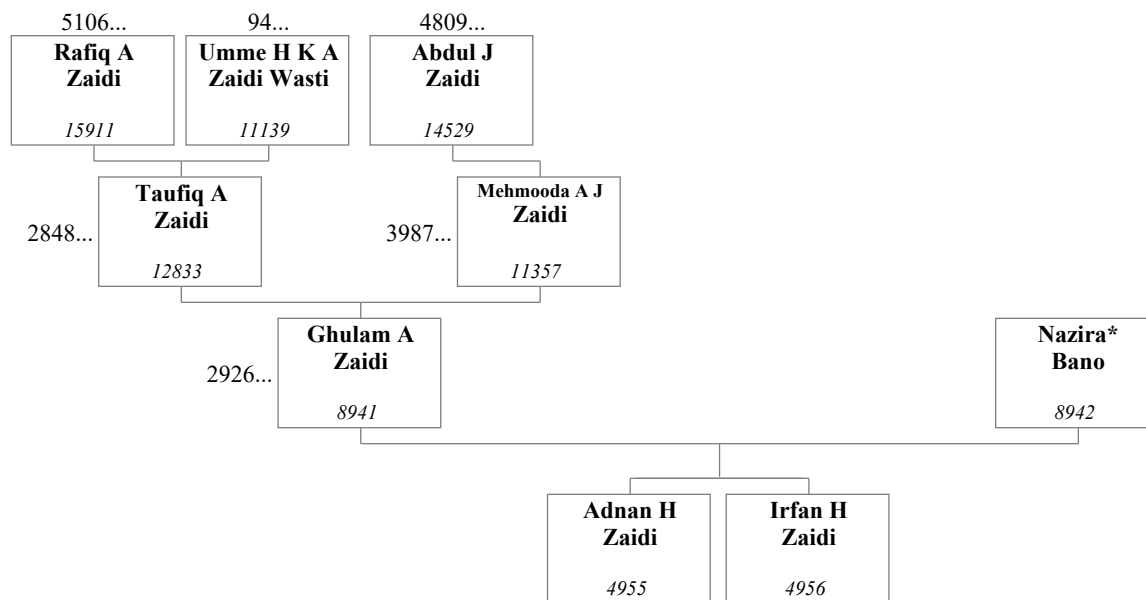 5106...
94...
4809...
Rafiq A
Zaidi
15911
Umme H K A
Zaidi Wasti
11139
Abdul J
Zaidi
14529
2848...
Taufiq A
Zaidi
12833
3987...
Mehmooda A J
Zaidi
11357
2926...
Ghulam A
Zaidi
8941
Nazira*
Bano
8942
Adnan H
Zaidi
4955
Irfan H
Zaidi
4956